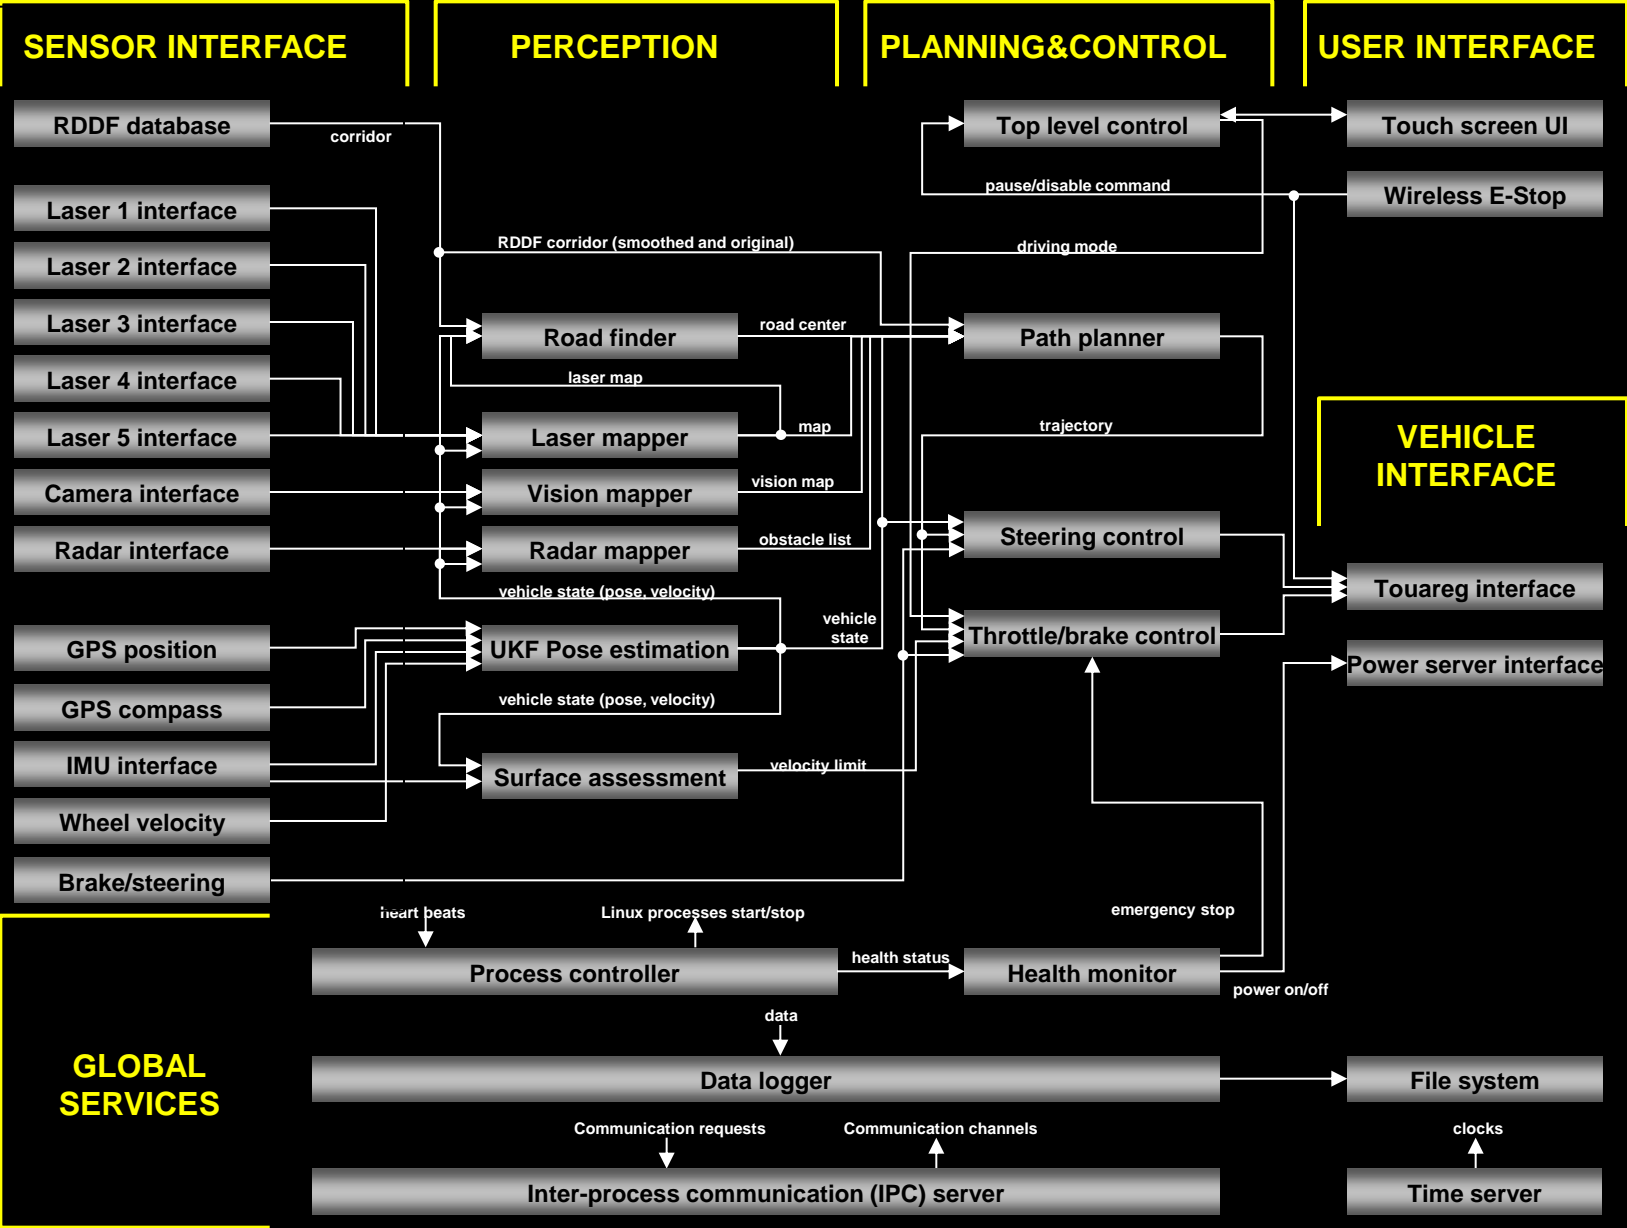 SENSOR INTERFACE
PERCEPTION
PLANNING&CONTROL
USER INTERFACE
RDDF database
corridor
Top level control
Touch screen UI
pause/disable command
Wireless E-Stop
Laser 1 interface
RDDF corridor (smoothed and original)
driving mode
Laser 2 interface
Laser 3 interface
Road finder
road center
Path planner
laser map
Laser 4 interface
Laser 5 interface
Laser mapper
map
trajectory
VEHICLE
INTERFACE
Camera interface
Vision mapper
vision map
Radar interface
Radar mapper
obstacle list
Steering control
vehicle state (pose, velocity)
Touareg interface
vehicle
state
GPS position
UKF Pose estimation
Throttle/brake control
Power server interface
vehicle state (pose, velocity)
GPS compass
IMU interface
Surface assessment
velocity limit
Wheel velocity
Brake/steering
heart beats
Linux processes start/stop
emergency stop
Process controller
health status
Health monitor
power on/off
data
GLOBAL
SERVICES
Data logger
File system
Communication requests
Communication channels
clocks
Inter-process communication (IPC) server
Time server